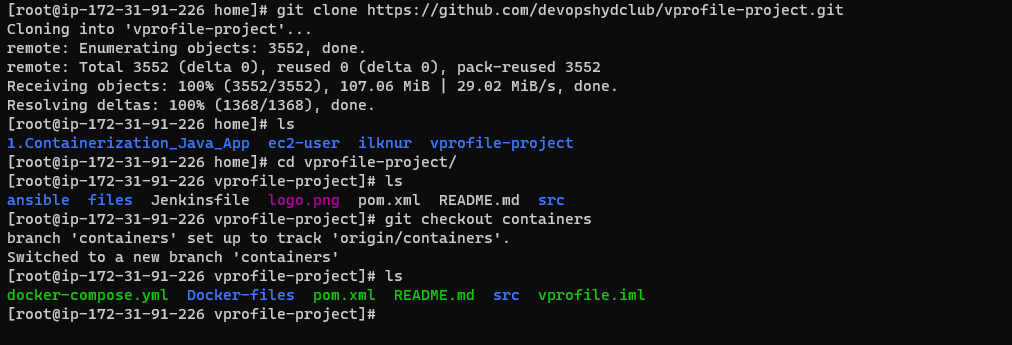 [root@ip-172-31-91-226 home]# git clone https://github.com/devopshydclub/vprofile-project.git
Cloning into 'vprofile-project'...
remote: Enumerating objects: 3552, done.
remote: Total 3552 (delta 0), reused 0 (delta 0), pack-reused 3552
Receiving objects: 100% (3552/3552), 107.06 MiB | 29.02 MiB/s, done.
Resolving deltas: 100% (1368/1368), done.
[root@ip-172-31-91-226 home]# ls
1.Containerization_Java_App  ec2-user  ilknur  vprofile-project
[root@ip-172-31-91-226 home]# cd vprofile-project/
[root@ip-172-31-91-226 vprofile-project]# ls
ansible  files  Jenkinsfile  logo.png  pom.xml  README.md  src
[root@ip-172-31-91-226 vprofile-project]# git checkout containers
branch 'containers' set up to track 'origin/containers'.
Switched to a new branch 'containers'
[root@ip-172-31-91-226 vprofile-project]# ls
docker-compose.yml  Docker-files  pom.xml  README.md  src  vprofile.iml
[root@ip-172-31-91-226 vprofile-project]#